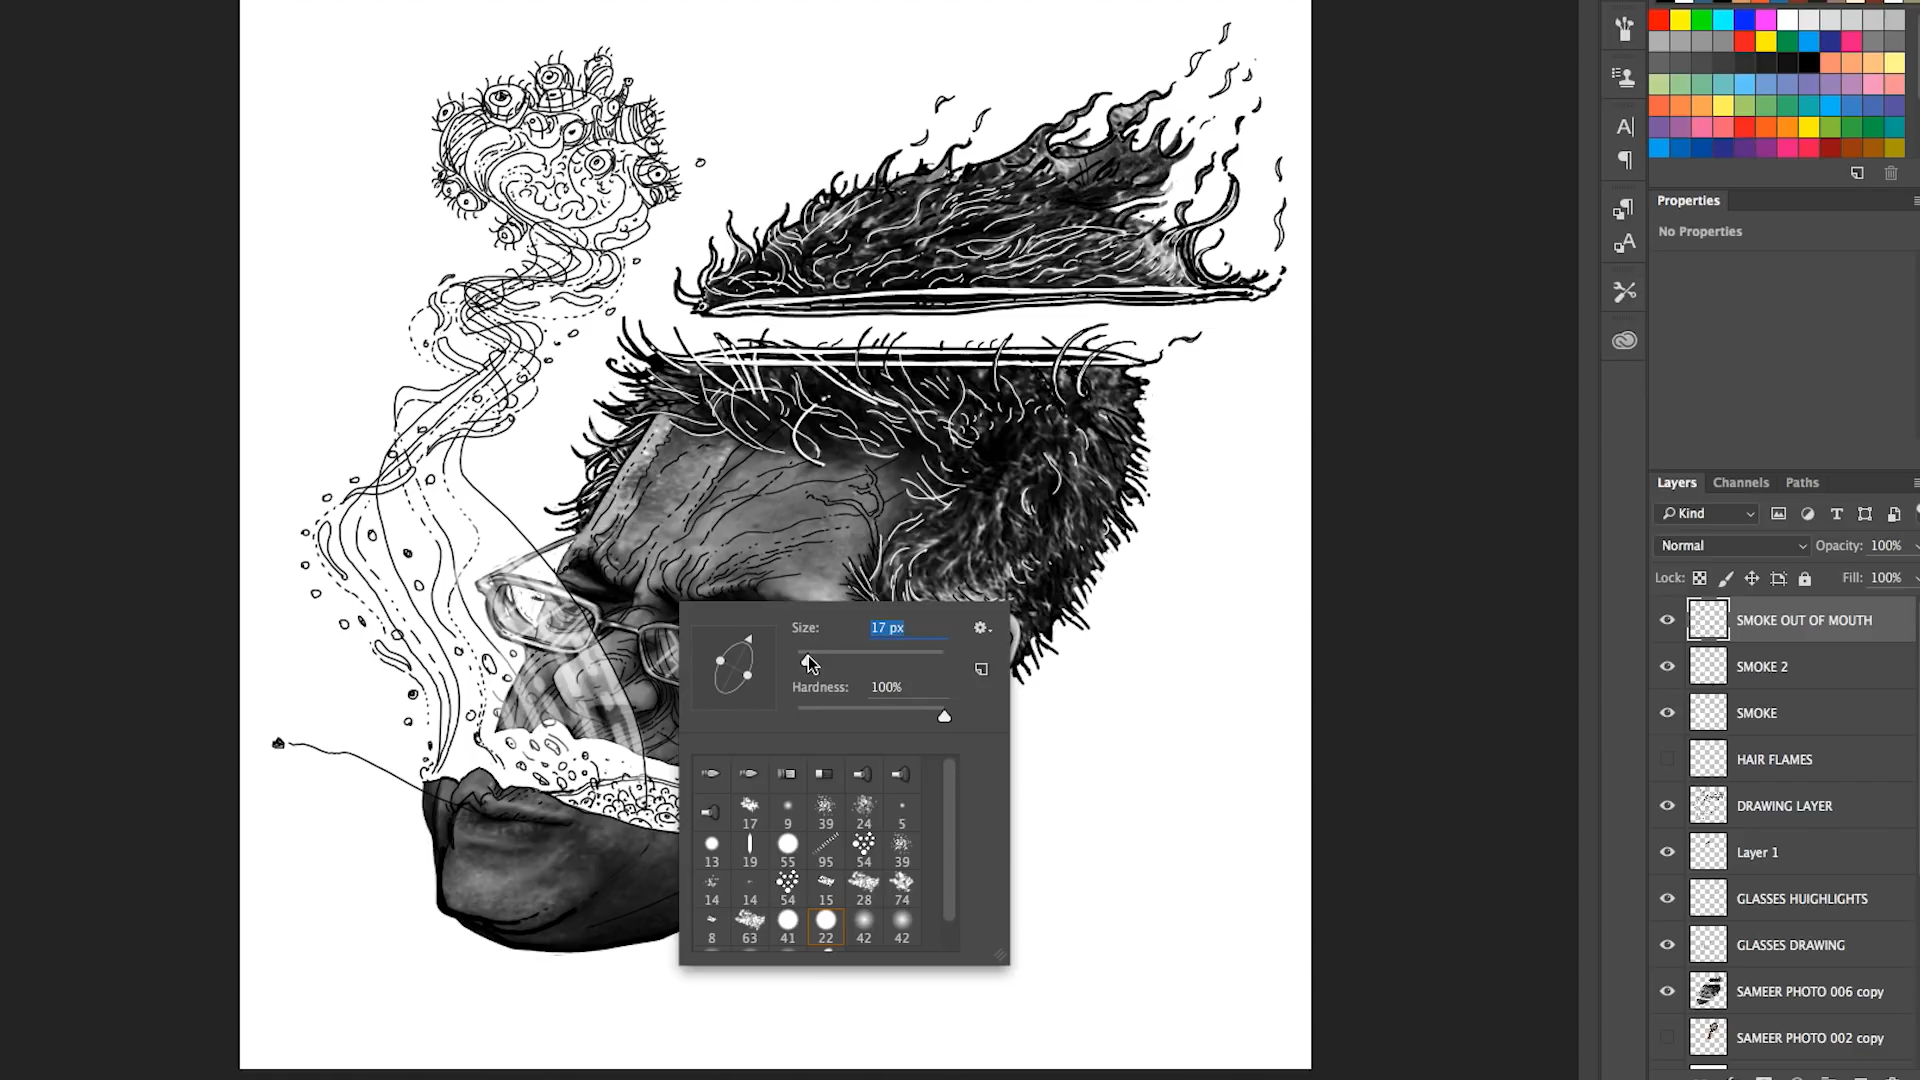 Properties
No Properties
Layers Channels Paths
Kind
Normal Opacity: 100%
Lock: Fill: 100%
SMOKE OUT OF MOUTH
SMOKE 2
SMOKE
HAIR FLAMES
DRAWING LAYER
Layer 1
GLASSES HUIGHLIGHTS
GLASSES DRAWING
SAMEER PHOTO 006 copy
SAMEER PHOTO 002 copy
Size: 17 px
Hardness: 100%
17 9 39 24 5
13 19 55 95 54 39
14 14 54 15 28 74
8 63 41 22 42 42